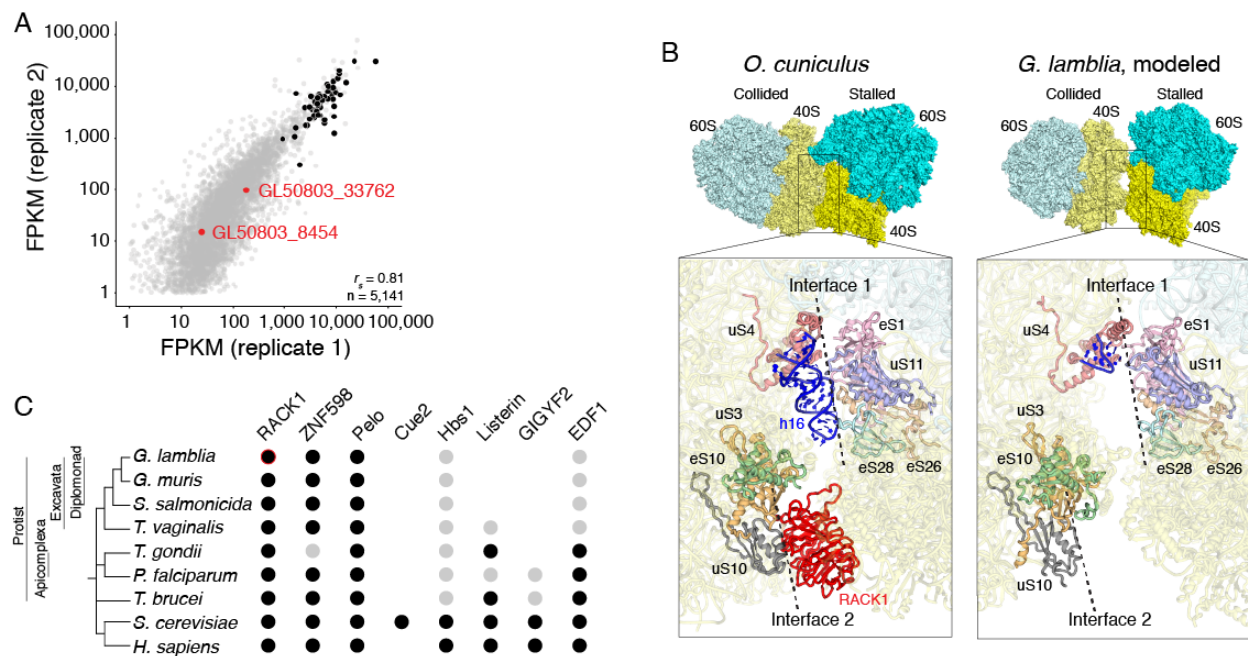 A
100,000
10,000
1,000
100
10
1
FPKM (replicate 2)
GL50803_33762
GL50803_8454
rs = 0.81
n = 5,141
1
10
100
1,000
10,000
100,000
FPKM (replicate 1)
B
O. cuniculus
G. lamblia, modeled
Collided
Stalled
60S
40S
60S
40S
Collided
Stalled
60S
40S
60S
40S
Interface 1
uS4
eS1
uS11
uS3
h16
eS10
eS28
eS26
uS10
RACK1
Interface 2
Interface 1
uS4
eS1
uS11
uS3
eS10
eS28
eS26
uS10
Interface 2
C
RACK1
ZNF598
Pelo
Cue2
Hbs1
Listerin
GIGYF2
EDF1
Protist
Apicomplexa
Excavata
Diplomonad
G. lamblia
G. muris
S. salmonicida
T. vaginalis
T. gondii
P. falciparum
T. brucei
S. cerevisiae
H. sapiens